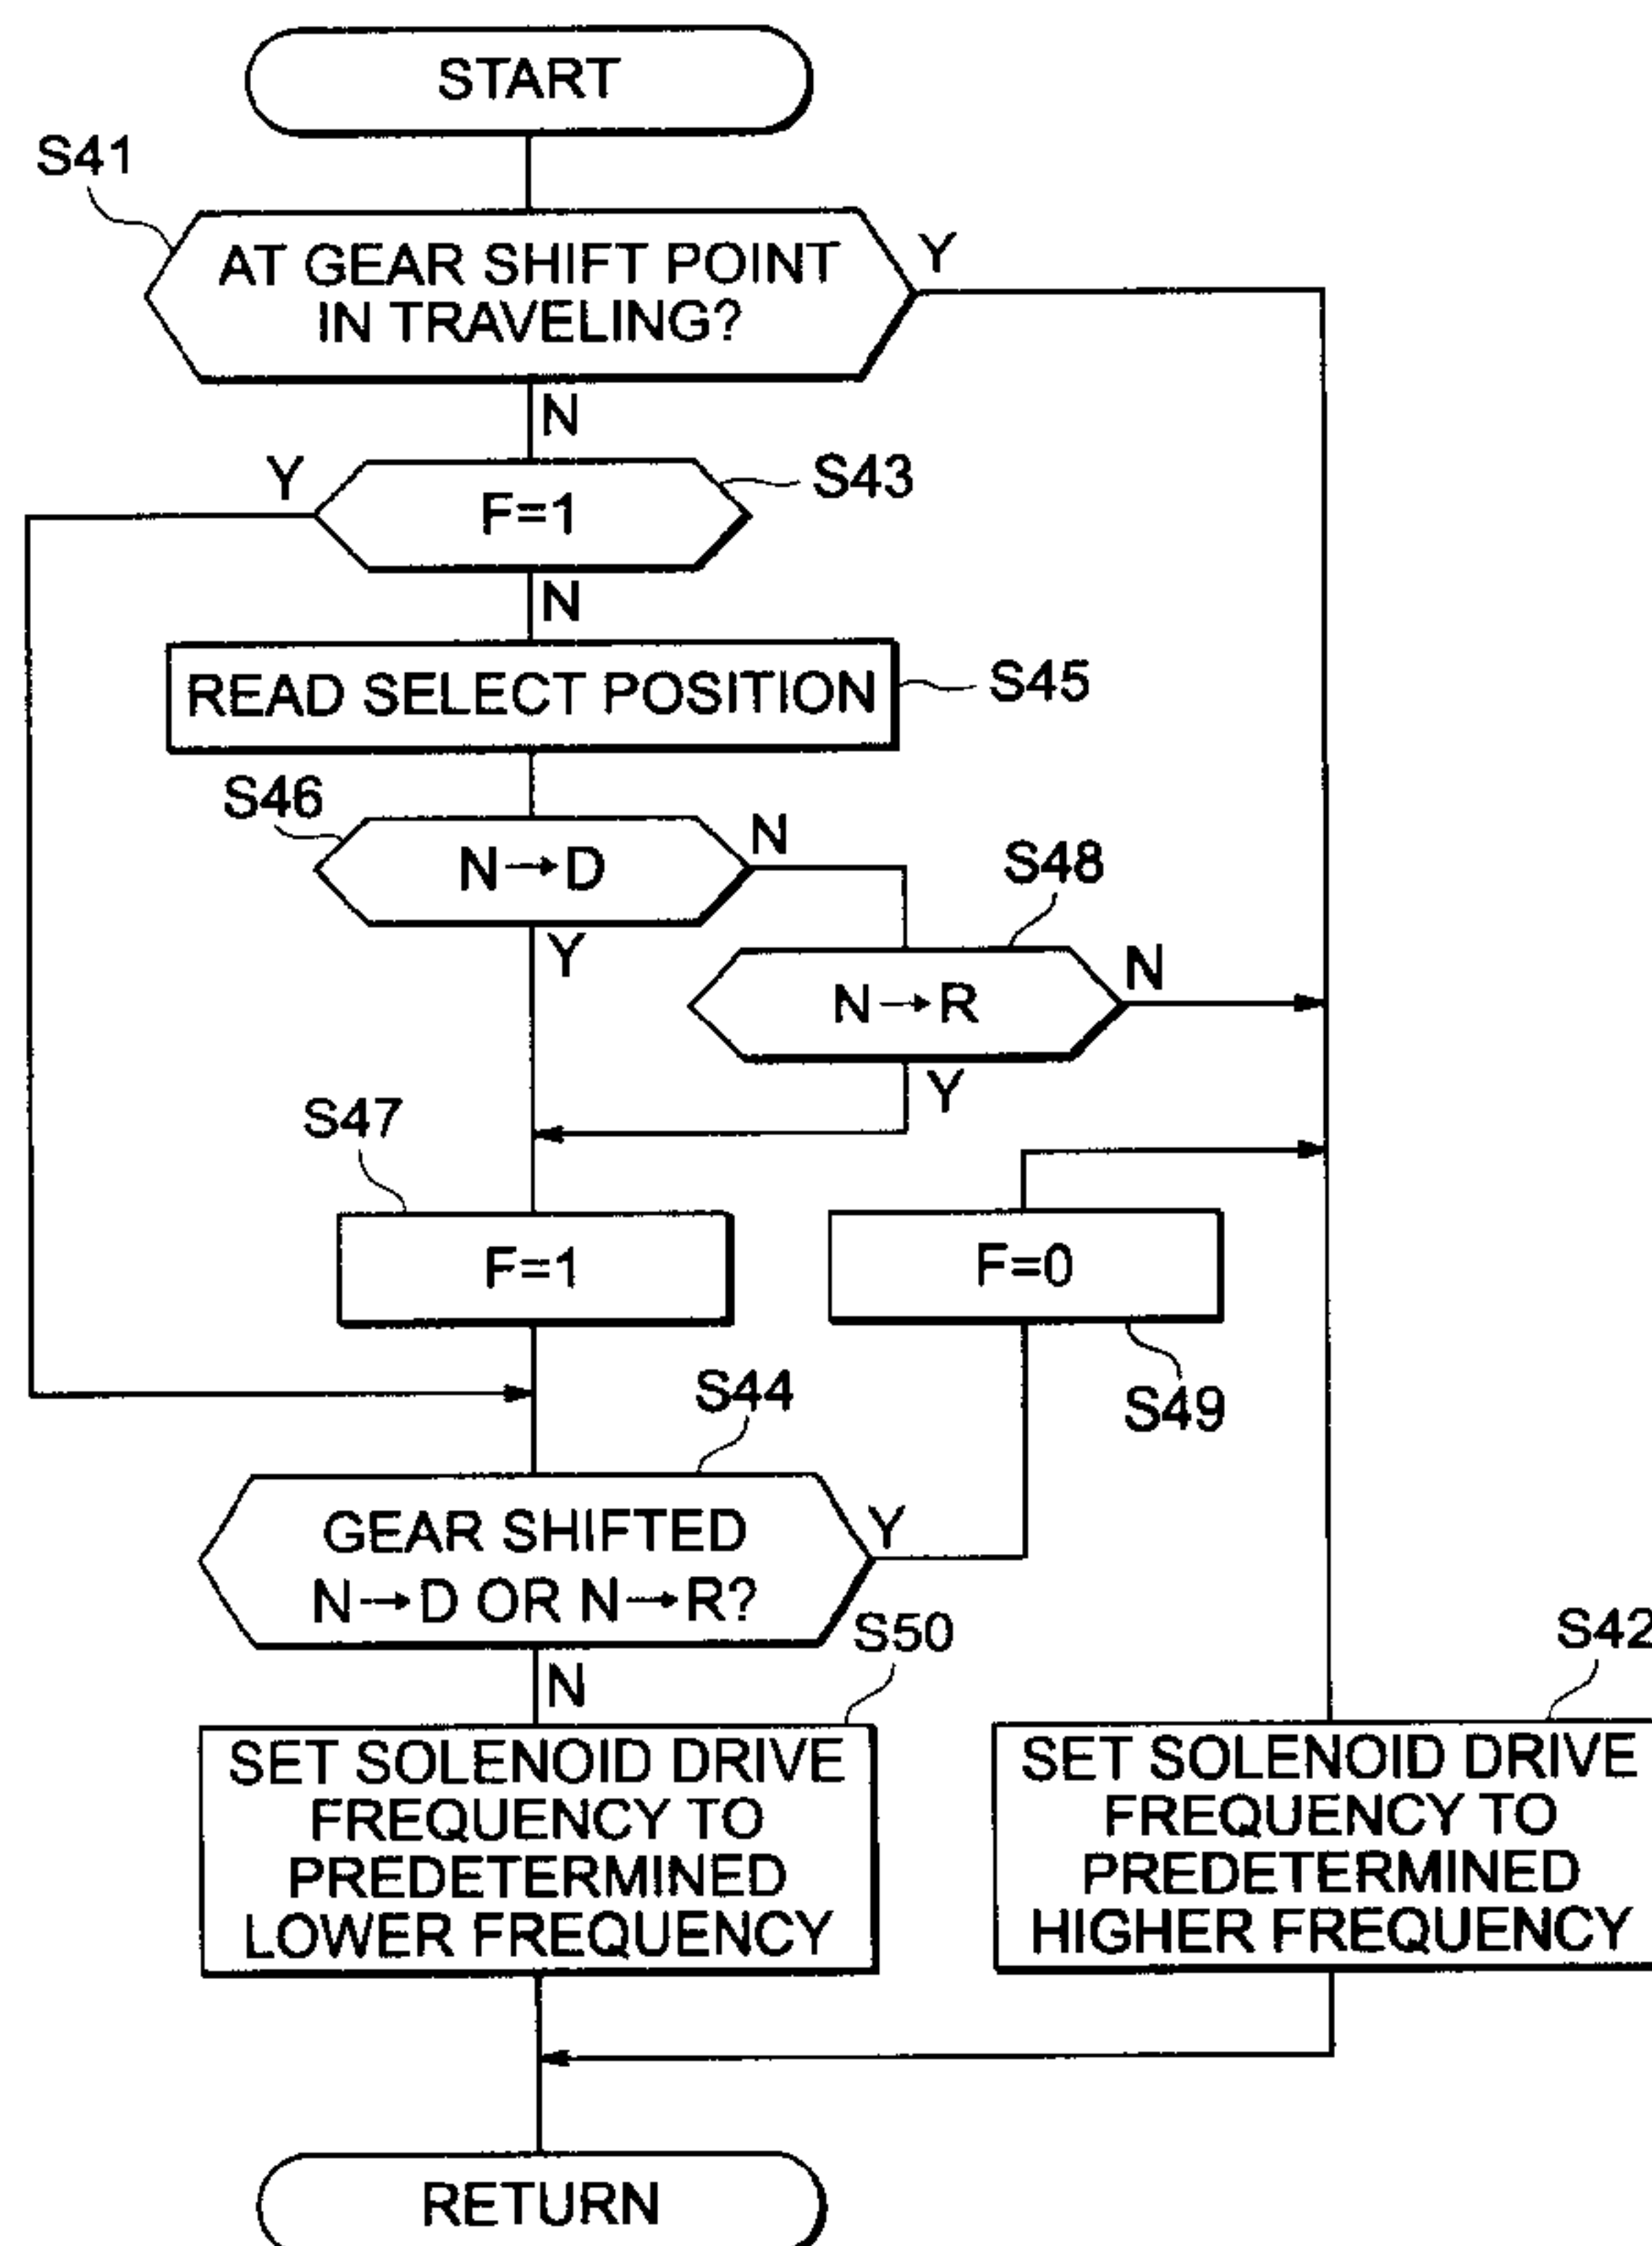 START
S41
AT GEAR SHIFT POINT
IN TRAVELING?
Y
N
Y
F=1
S43
N
READ SELECT POSITION
S45
S46
N→D
N
Y
S48
N→R
N
Y
S47
F=1
F=0
S49
S44
GEAR SHIFTED
N→D OR N→R?
Y
N
S50
SET SOLENOID DRIVE
FREQUENCY TO
PREDETERMINED
LOWER FREQUENCY
S42
SET SOLENOID DRIVE
FREQUENCY TO
PREDETERMINED
HIGHER FREQUENCY
RETURN